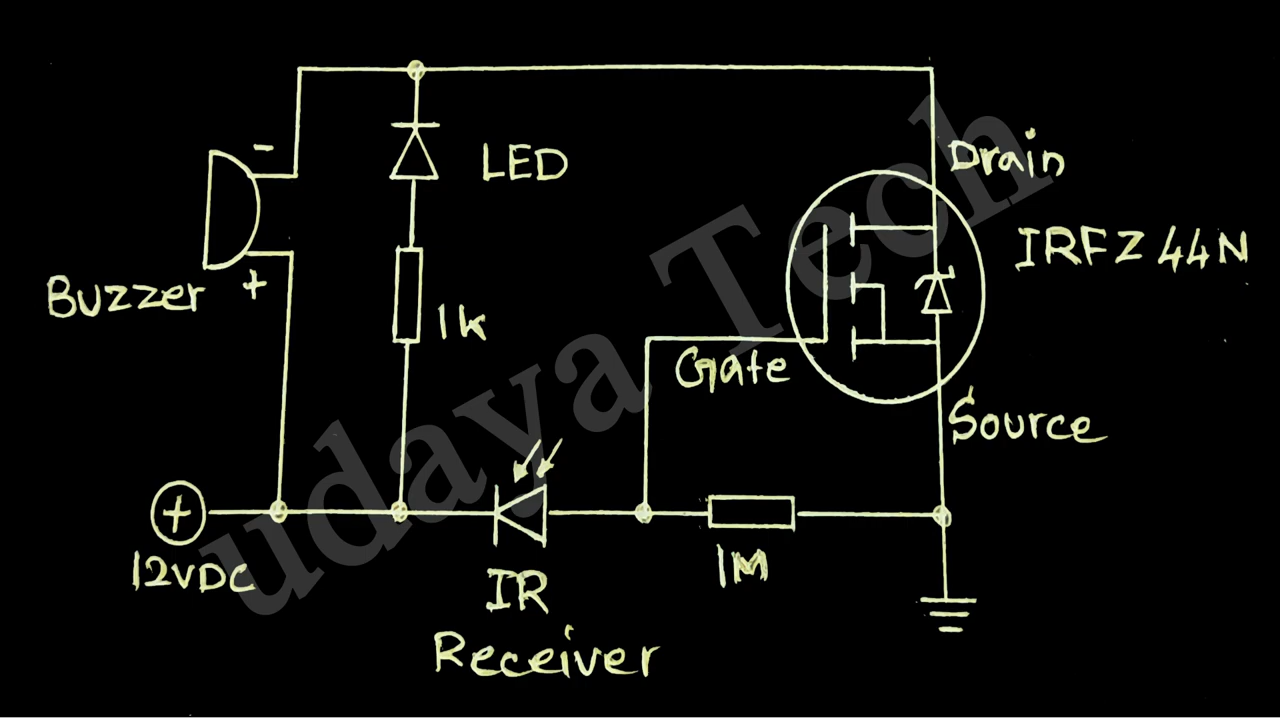 Drain
-
LED
IRFZ44N
Buzzer
+
1k
Gate
Source
+
12VDC
1M
IR
Receiver
udaya Tech